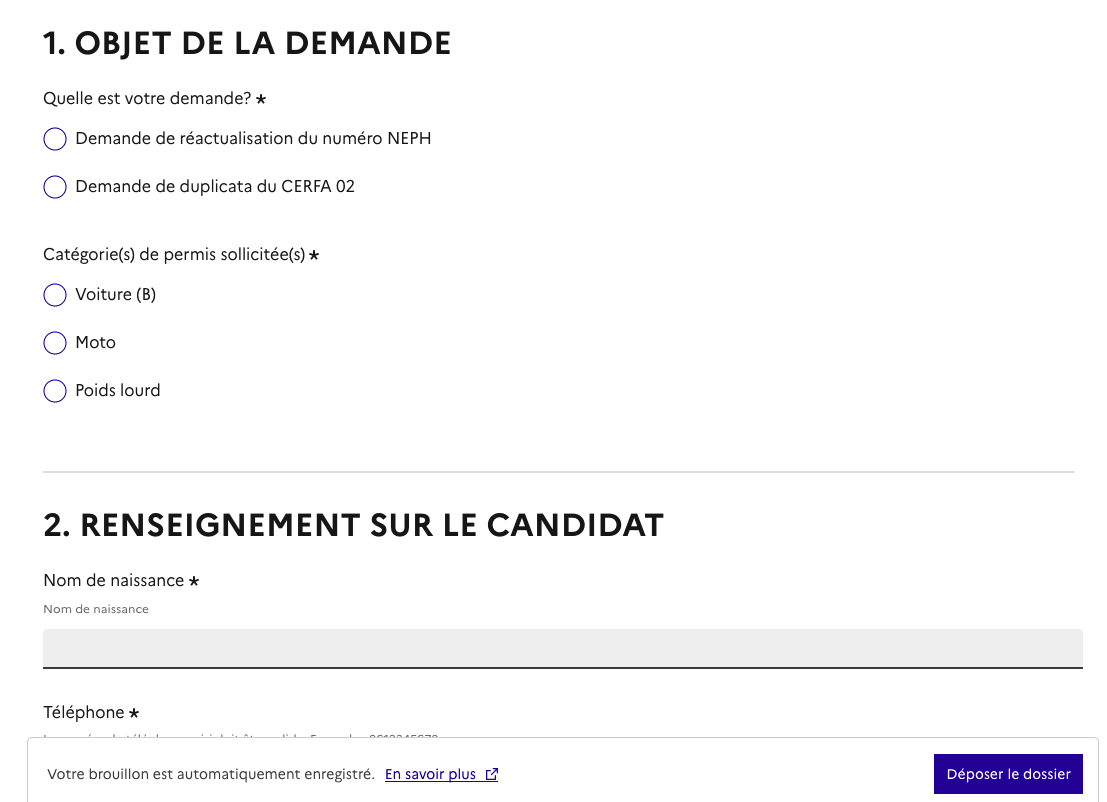 1. OBJET DE LA DEMANDE
Quelle est votre demande? *
Demande de réactualisation du numéro NEPH
Demande de duplicata du CERFA 02
Catégorie(s) de permis sollicitée(s) *
Voiture (B)
Moto
Poids lourd
2. RENSEIGNEMENT SUR LE CANDIDAT
Nom de naissance *
Nom de naissance
Téléphone *
Votre brouillon est automatiquement enregistré. En savoir plus
Déposer le dossier